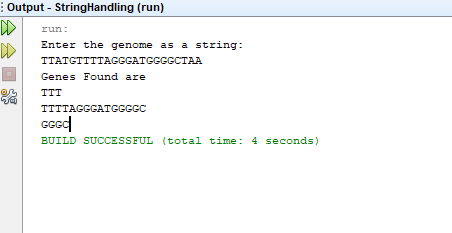 Output - StringHandling (run)
run:
Enter the genome as a string:
TTATGTTTTAGGGATGGGGCTAA
Genes Found are
TTT
TTTTAGGGATGGGGC
GGGC
BUILD SUCCESSFUL (total time: 4 seconds)